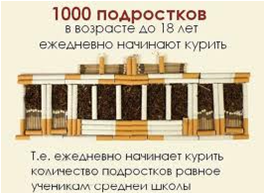 1000 подростков
в возрасте до 18 лет
ежедневно начинают курить
Т.е. ежедневно начинает курить
количество подростков равное
ученикам средней школы